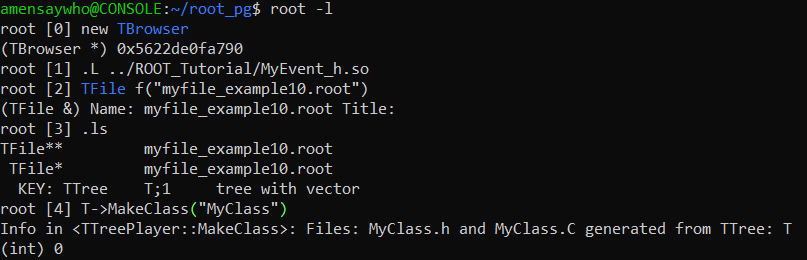 amensaywho@CONSOLE:~/root_pg$ root -l
root [0] new TBrowser
(TBrowser *) 0x5622de0fa790
root [1] .L ../ROOT_Tutorial/MyEvent_h.so
root [2] TFile f("myfile_example10.root")
(TFile &) Name: myfile_example10.root Title:
root [3] .ls
TFile**         myfile_example10.root
 TFile*         myfile_example10.root
  KEY: TTree    T;1     tree with vector
root [4] T->MakeClass("MyClass")
Info in <TTreePlayer::MakeClass>: Files: MyClass.h and MyClass.C generated from TTree: T
(int) 0